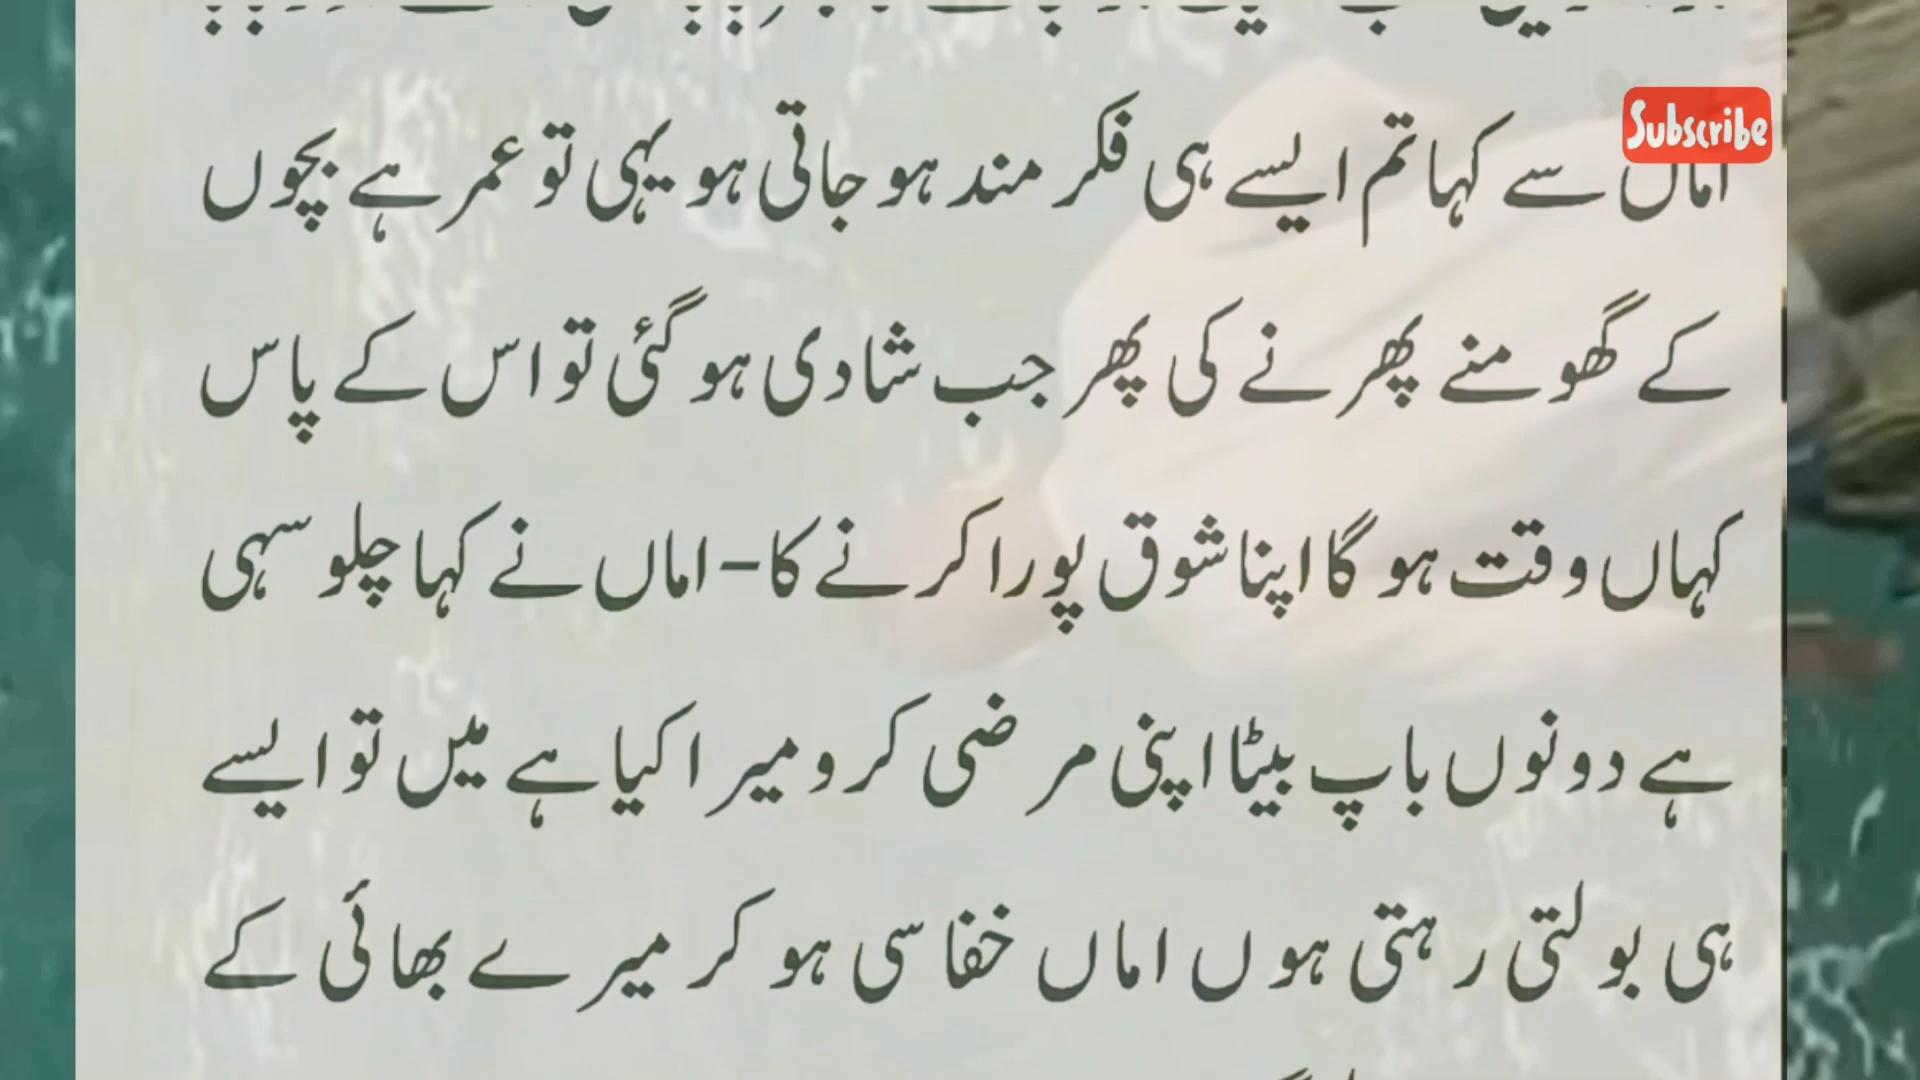 Subscribe
اماں سے کہا تم ایسے ہی فکر مند ہو جاتی ہو یہی تو عمر ہے بچوں
کے گھومنے پھرنے کی پھر جب شادی ہو گئی تو اس کے پاس
کہاں وقت ہو گا اپنا شوق پورا کرنے کا- اماں نے کہا چلو سہی
ہے دونوں باپ بیٹا اپنی مرضی کرو میرا کیا ہے میں تو ایسے
ہی بولتی رہتی ہوں اماں خفا سی ہو کر میرے بھائی کے